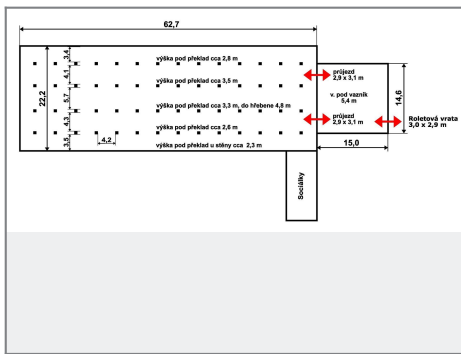 62,7
3,4
výška pod překlad cca 2,8 m
4,1
výška pod překlad cca 3,5 m
22,2
5,7
výška pod překlad cca 3,3 m, do hřebene 4,8 m
4,3
výška pod překlad cca 2,6 m
3,5
4,2
výška pod překlad u stěny cca 2,3 m
průjezd
2,9 x 3,1 m
v. pod vazník
5,4 m
průjezd
2,9 x 3,1 m
14,6
Roletová vrata
3,0 x 2,9 m
15,0
Sociálky